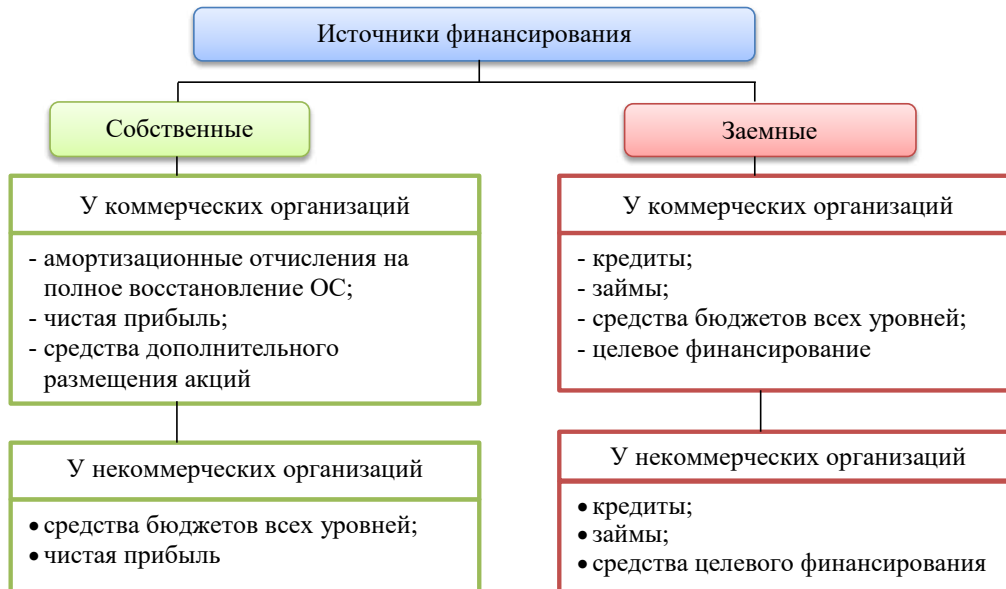 Источники финансирования
Собственные
У коммерческих организаций
- амортизационные отчисления на
полное восстановление ОС;
- чистая прибыль;
- средства дополнительного
размещения акций
У некоммерческих организаций
• средства бюджетов всех уровней;
• чистая прибыль
Заемные
У коммерческих организаций
- кредиты;
- займы;
- средства бюджетов всех уровней;
- целевое финансирование
У некоммерческих организаций
• кредиты;
• займы;
• средства целевого финансирования